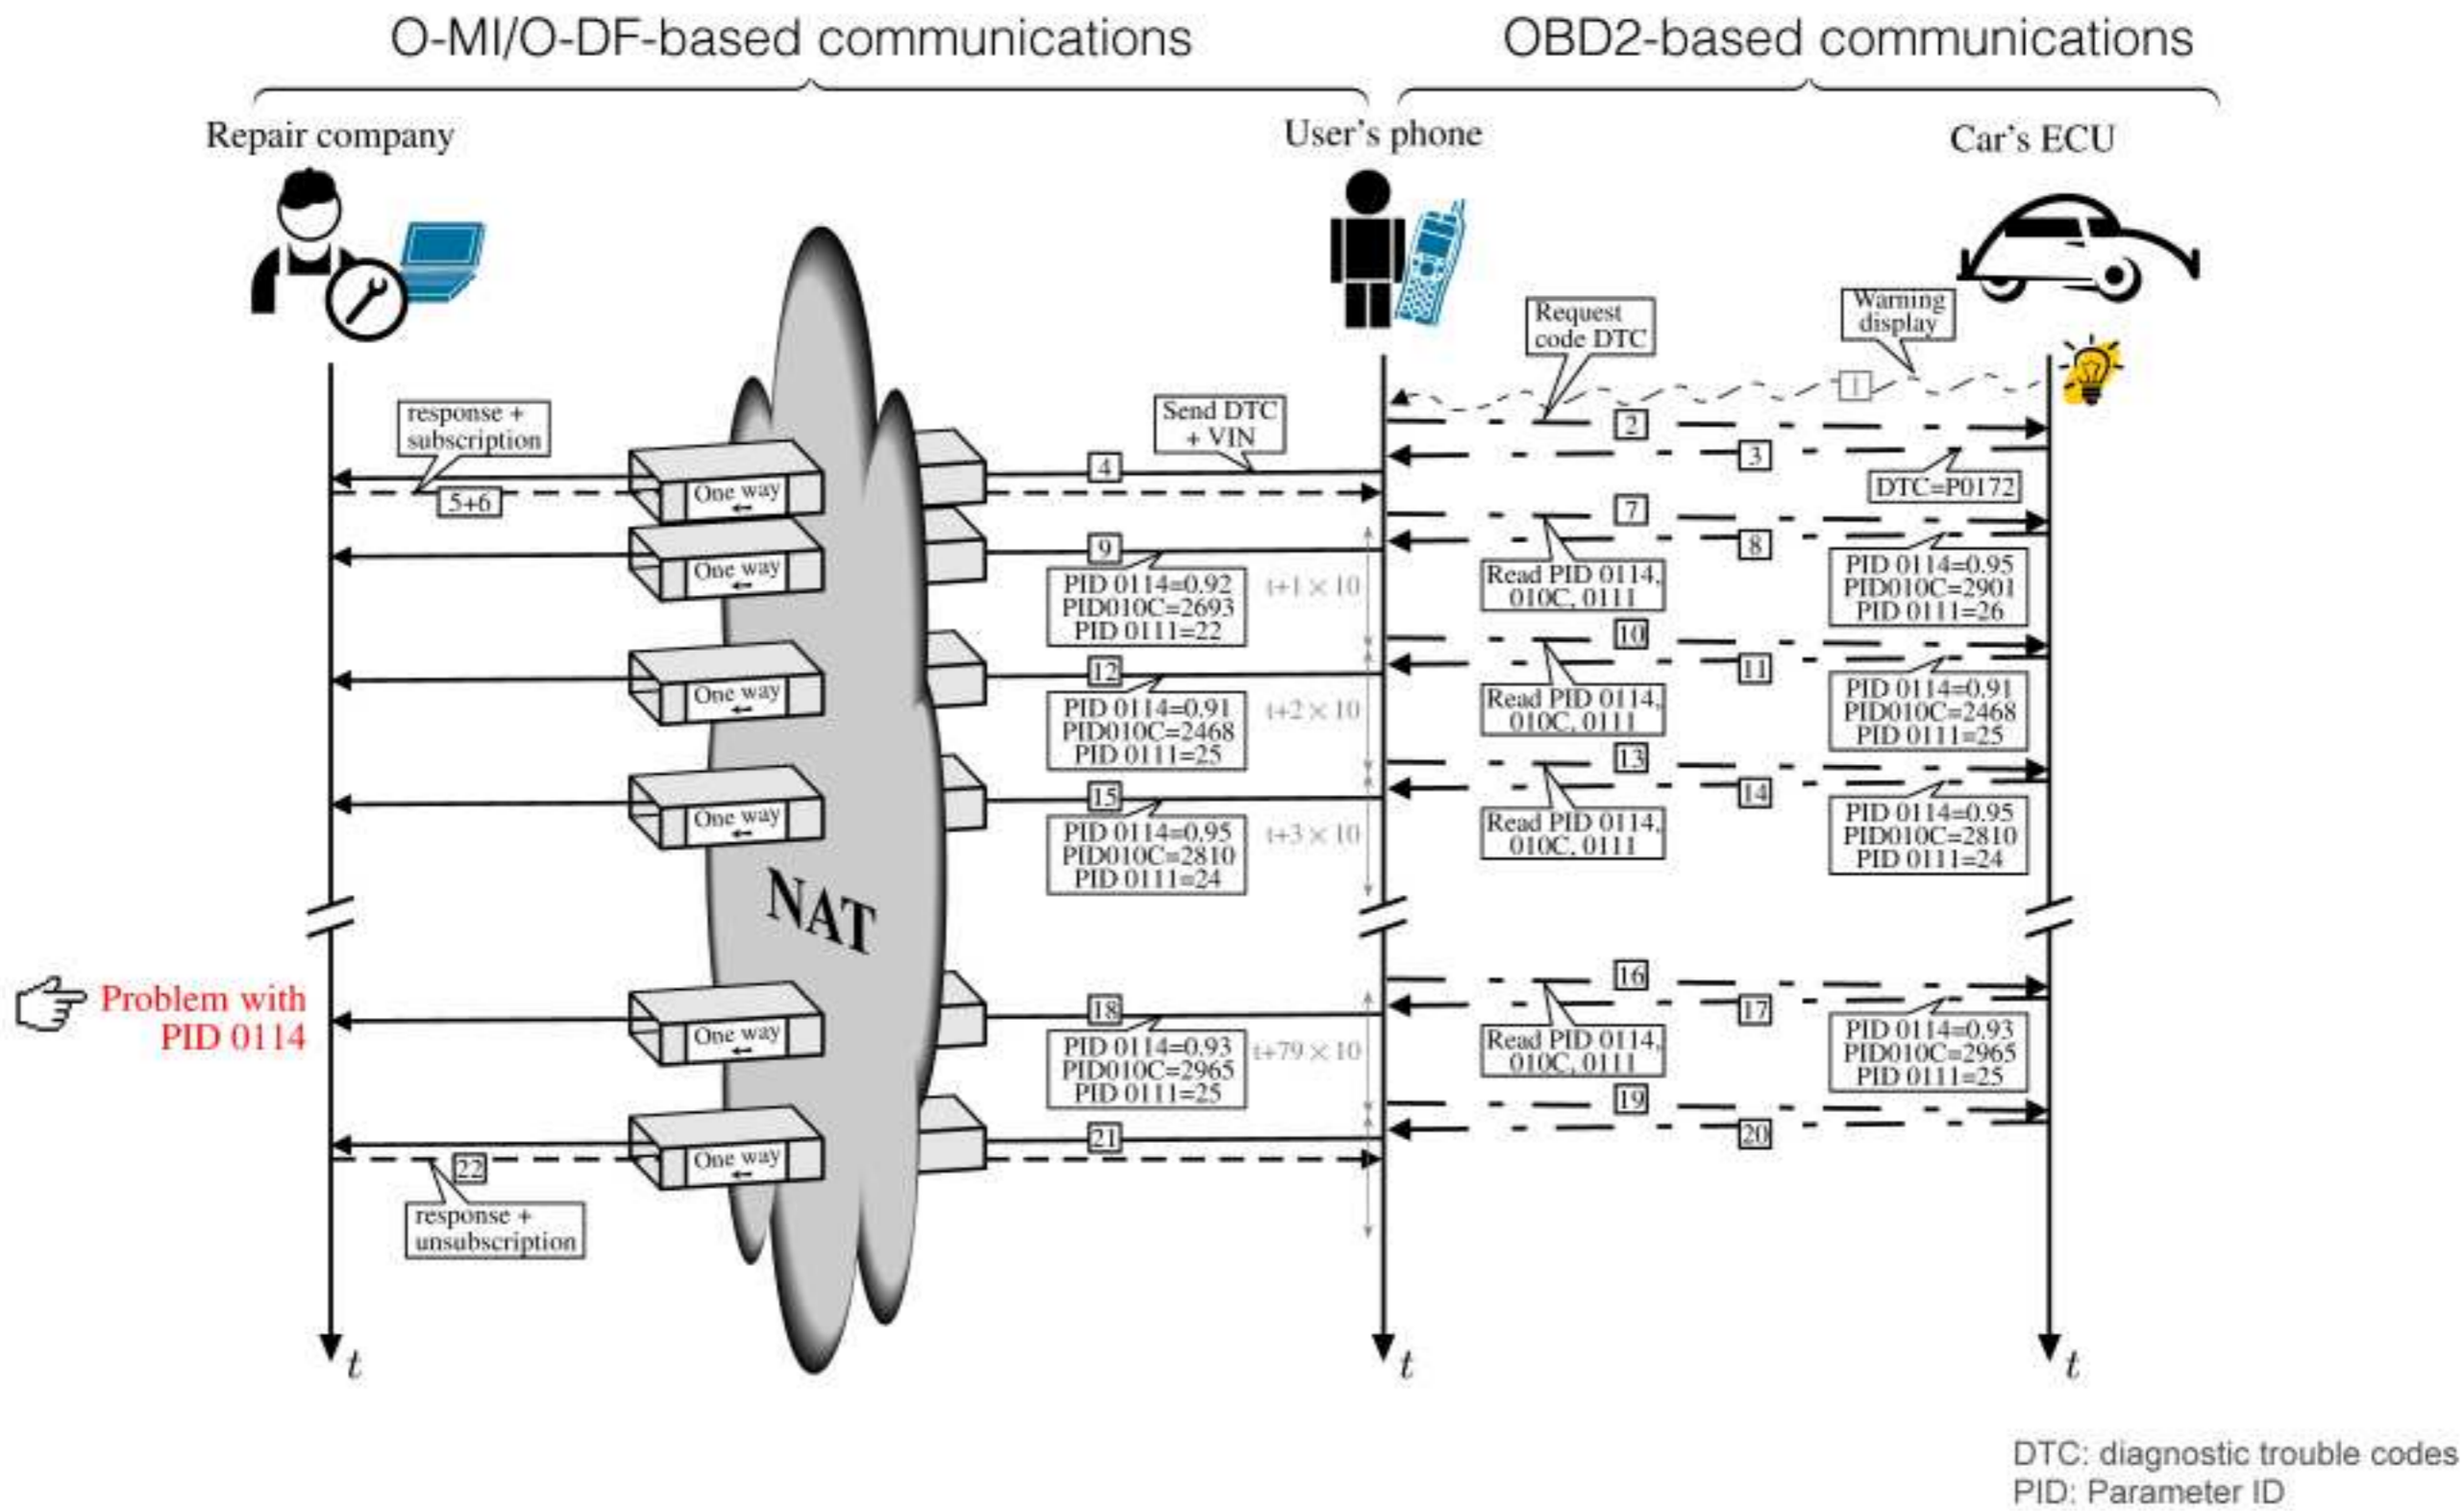 O-MI/O-DF-based communications
OBD2-based communications
Repair company
User's phone
Car's ECU
Request
code DTC
Warning
display
1
response +
subscription
Send DTC
+ VIN
2
3
4
DTC=P0172
5+6
One way
7
8
9
One way
PID 0114=0.92
PID010C=2693
PID 0111=22
t+1 × 10
Read PID 0114,
010C, 0111
PID 0114=0.95
PID010C=2901
PID 0111=26
10
11
12
One way
PID 0114=0.91
PID010C=2468
PID 0111=25
t+2 × 10
Read PID 0114,
010C, 0111
PID 0114=0.91
PID010C=2468
PID 0111=25
13
14
15
One way
PID 0114=0.95
PID010C=2810
PID 0111=24
t+3 × 10
Read PID 0114,
010C, 0111
PID 0114=0.95
PID010C=2810
PID 0111=24
NAT
Problem with
PID 0114
16
17
18
One way
PID 0114=0.93
PID010C=2965
PID 0111=25
t+79 × 10
Read PID 0114,
010C, 0111
PID 0114=0.93
PID010C=2965
PID 0111=25
19
20
21
One way
22
response +
unsubscription
t
t
t
DTC: diagnostic trouble codes
PID: Parameter ID